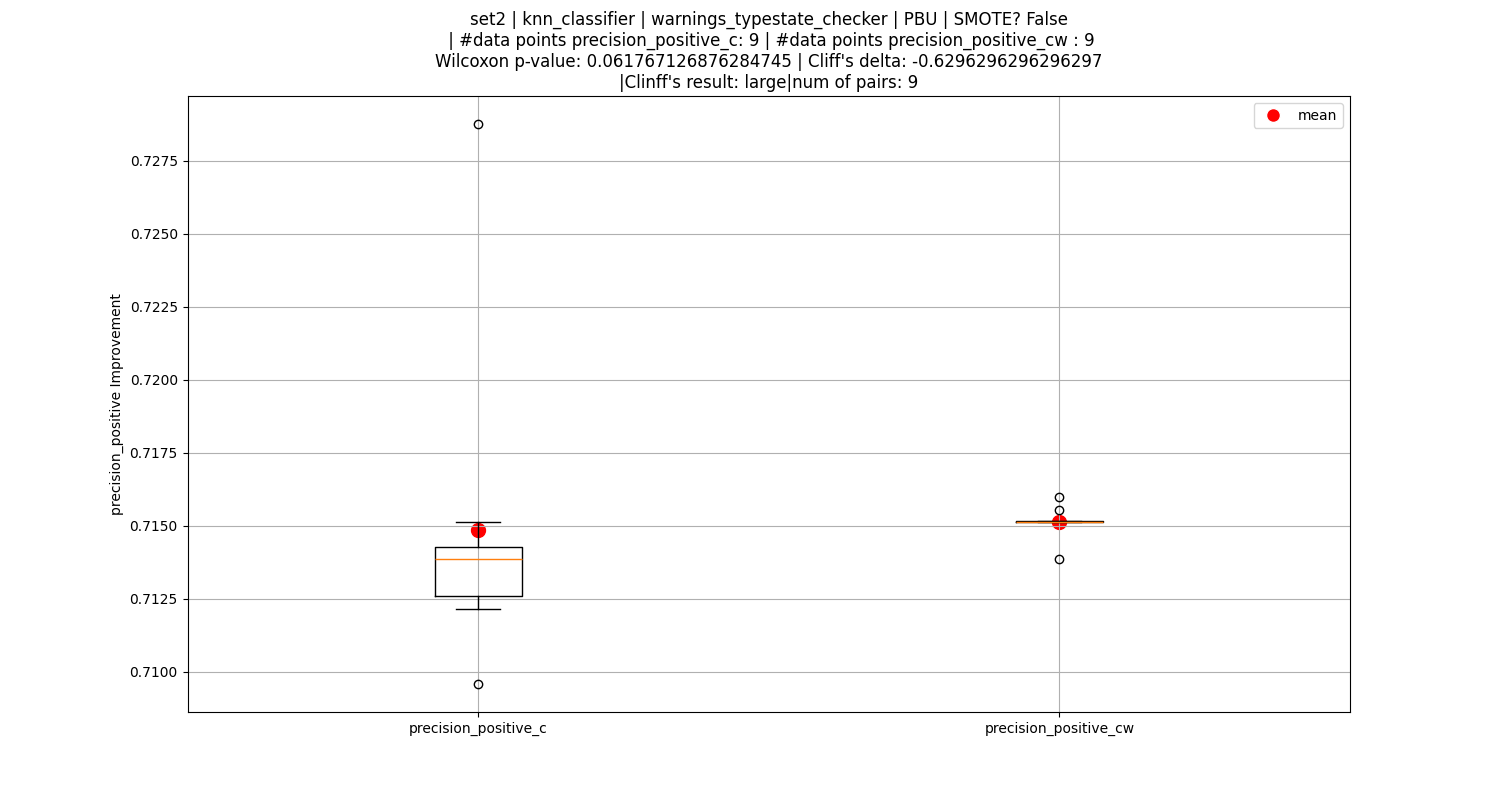 set2 | knn_classifier | warnings_typestate_checker | PBU | SMOTE? False
| #data points precision_positive_c: 9 | #data points precision_positive_cw : 9
Wilcoxon p-value: 0.061767126876284745 | Cliff's delta: -0.6296296296296297
|Clinff's result: large|num of pairs: 9
mean
0.7275
0.7250
0.7225
0.7200
0.7175
0.7150
0.7125
0.7100
precision_positive Improvement
precision_positive_c
precision_positive_cw